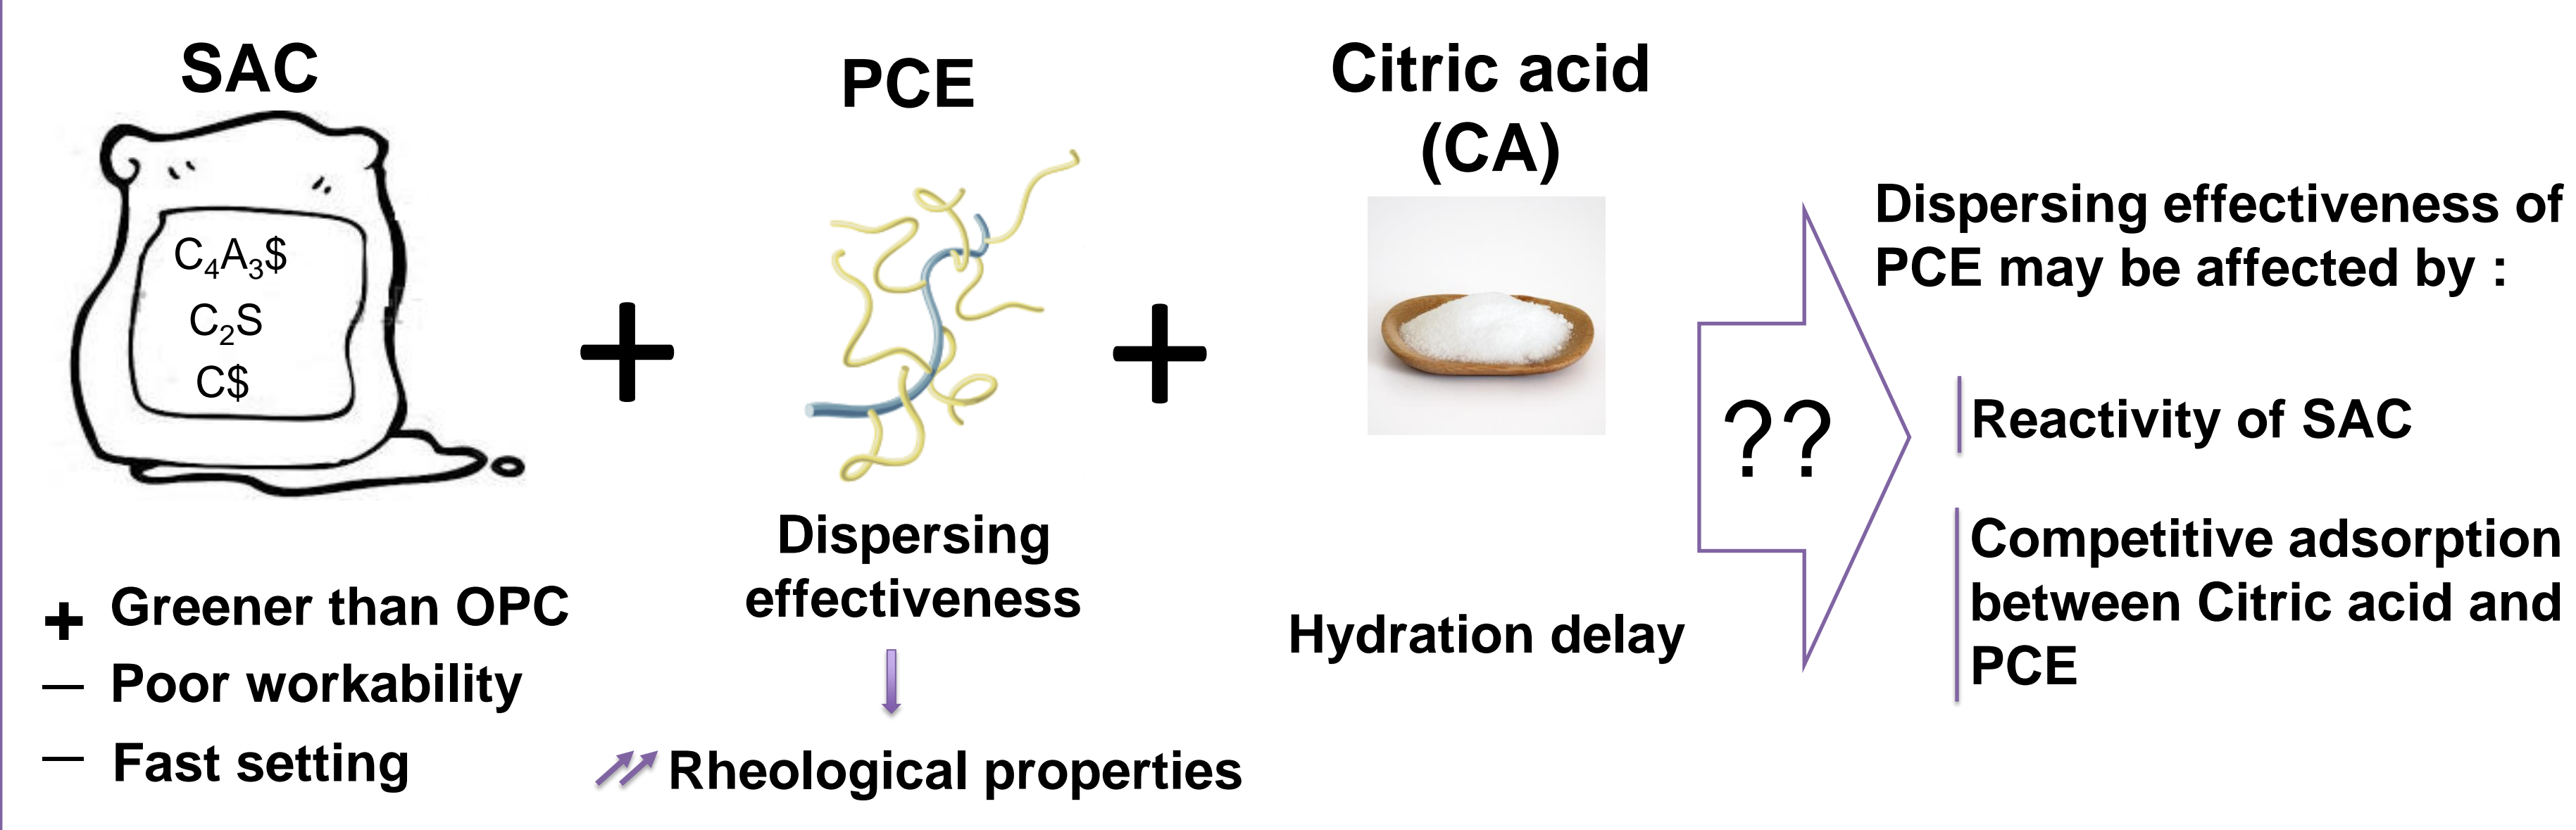 SAC
C₄A₃$
C₂S
C$
+ Greener than OPC
— Poor workability
— Fast setting
+
PCE
Dispersing
effectiveness
Rheological properties
+
Citric acid
(CA)
Hydration delay
??
Dispersing effectiveness of
PCE may be affected by :
Reactivity of SAC
Competitive adsorption
between Citric acid and
PCE